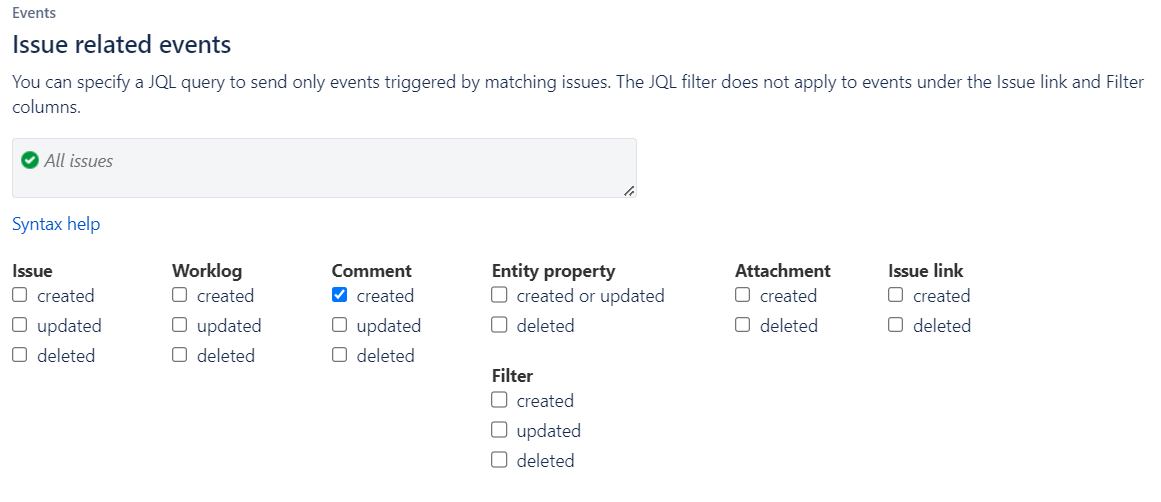 Events
Issue related events
You can specify a JQL query to send only events triggered by matching issues. The JQL filter does not apply to events under the Issue link and Filter
columns.
All issues
Syntax help
Issue
created
updated
deleted
Worklog
created
updated
deleted
Comment
created
updated
deleted
Entity property
created or updated
deleted
Filter
created
updated
deleted
Attachment
created
deleted
Issue link
created
deleted